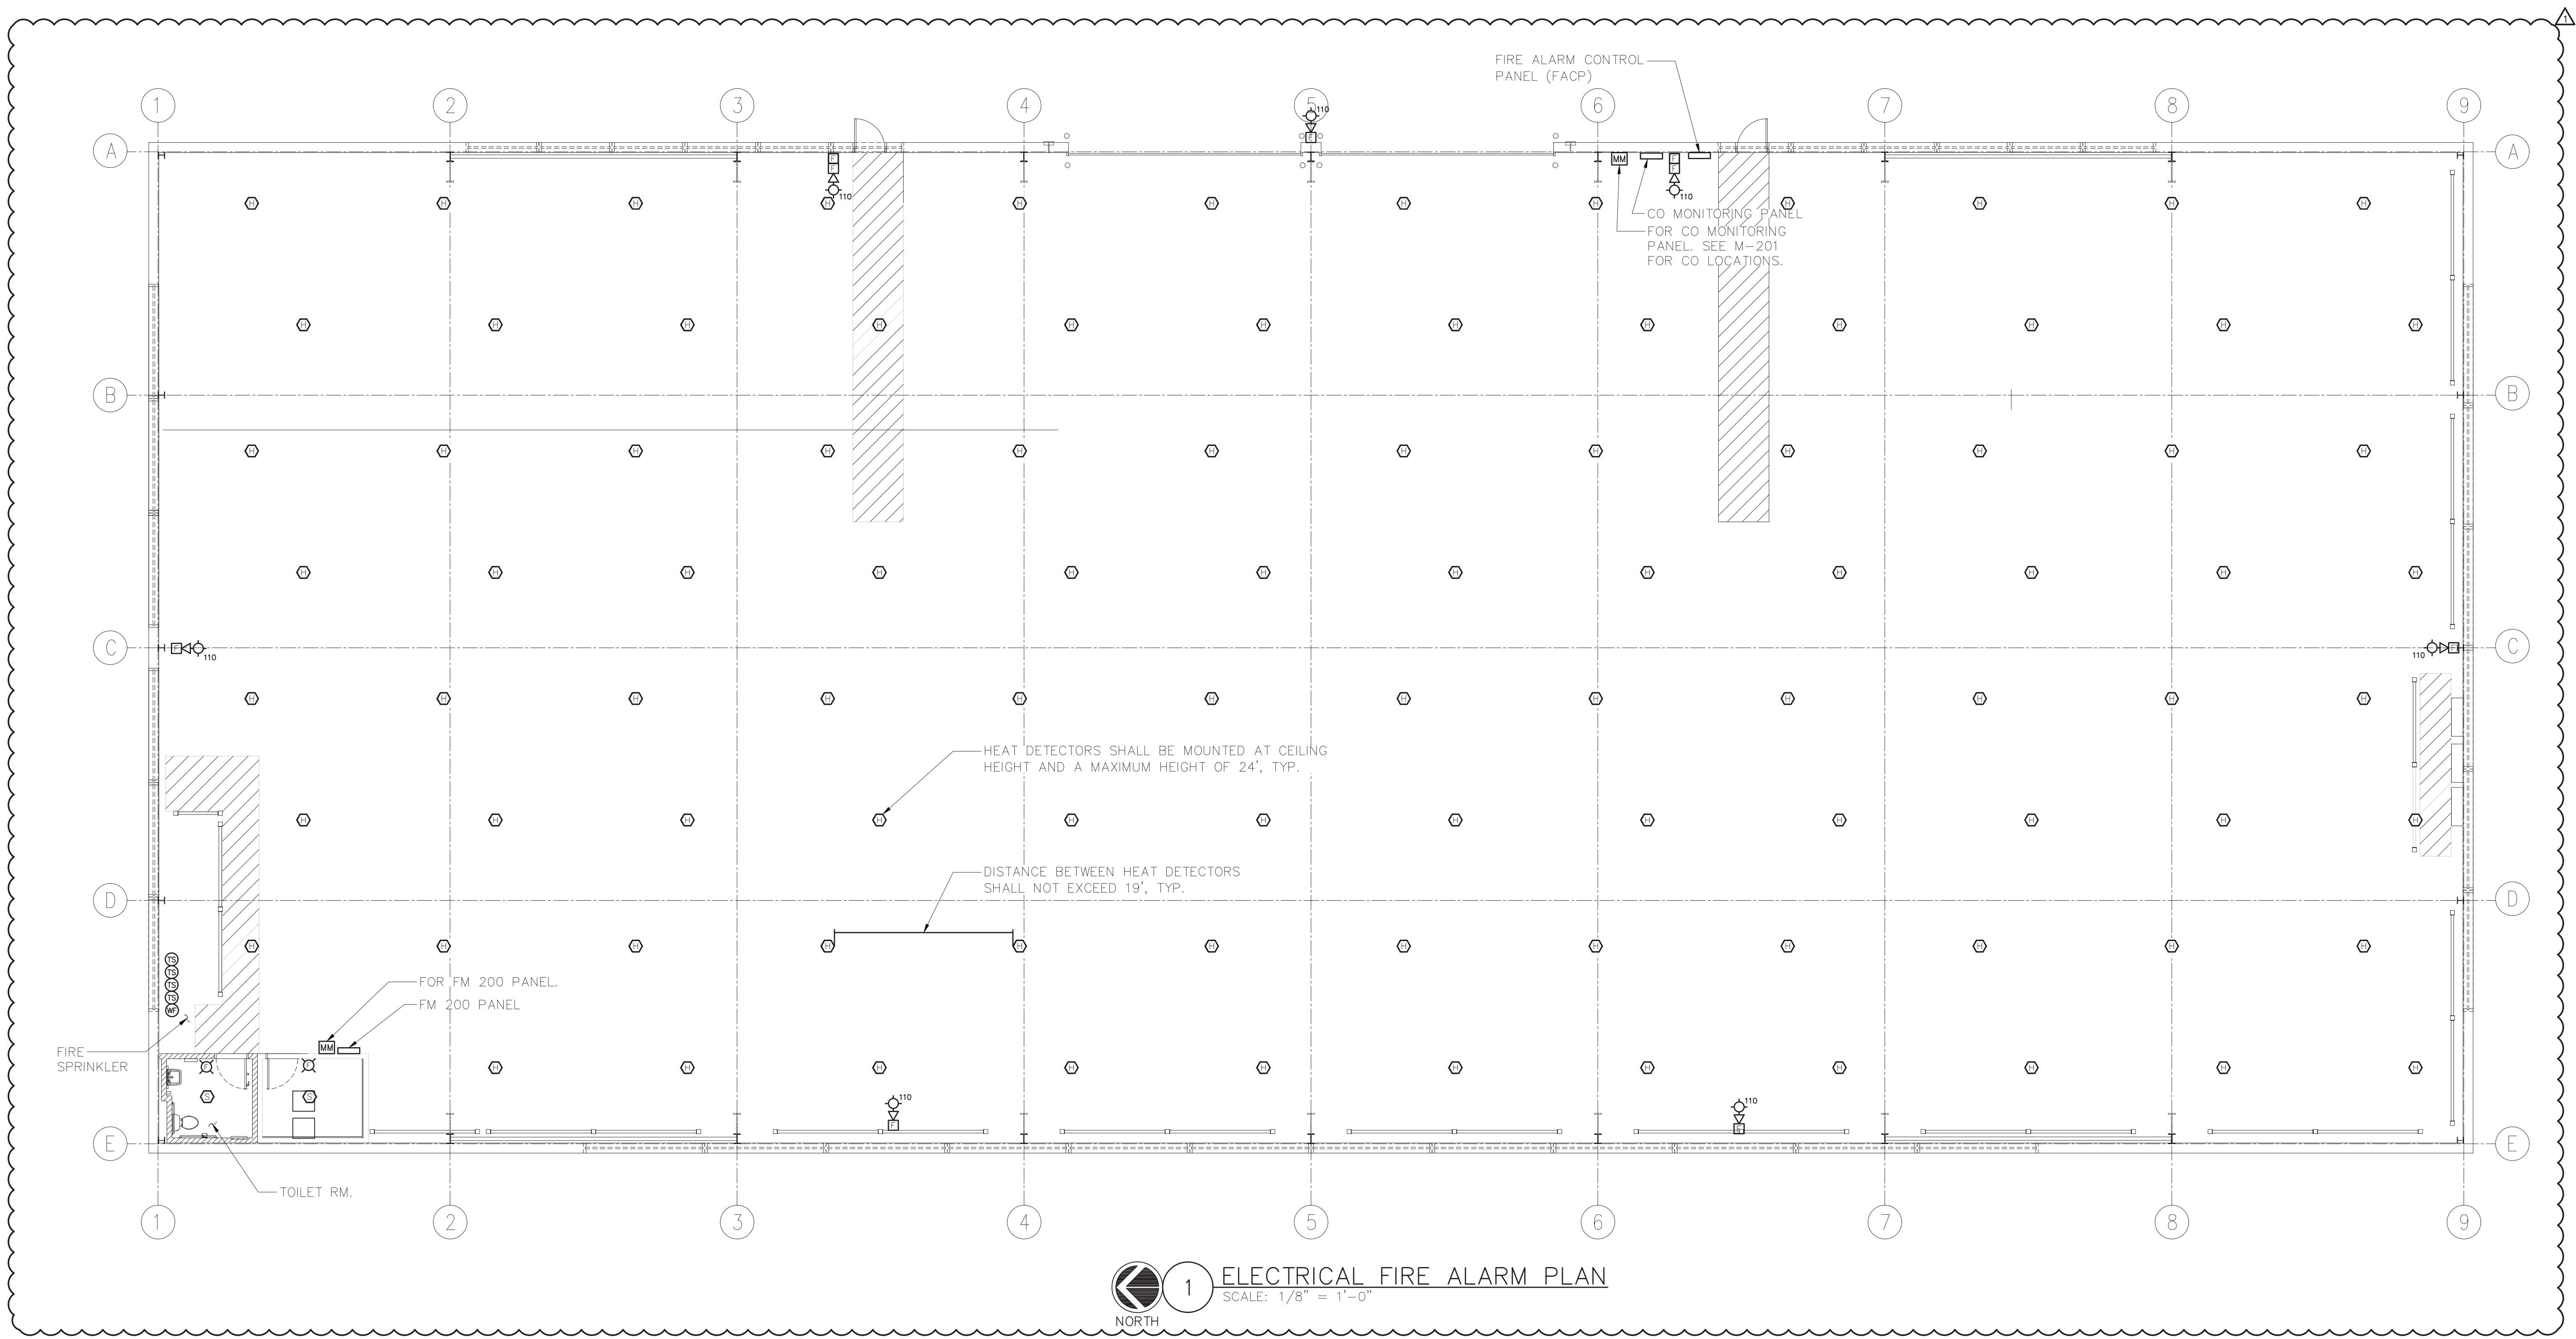 1
FIRE ALARM CONTROL
PANEL (FACP)
1 2 3 4 5 6 7 8 9
110
F
A A
F F MM F
F F
110 110
H H H H H H H H H H H H
CO MONITORING PANEL
FOR CO MONITORING
PANEL. SEE M-201
FOR CO LOCATIONS.
H H H H H H H H H H H H
B B
H H H H H H H H H H H H
H H H H H H H H H H H H
C F F C
110 110
H H H H H H H H H H H H
HEAT DETECTORS SHALL BE MOUNTED AT CEILING
HEIGHT AND A MAXIMUM HEIGHT OF 24', TYP.
H H H H H H H H H H H H
DISTANCE BETWEEN HEAT DETECTORS
SHALL NOT EXCEED 19', TYP.
D D
H H H H H H H H H H H H
TS
TS
TS
TS
WF
FOR FM 200 PANEL.
FM 200 PANEL
MM
FIRE
SPRINKLER
F F
H H H H H H H H H H H
S S
110 110
F F
E E
TOILET RM.
1 2 3 4 5 6 7 8 9
1
ELECTRICAL FIRE ALARM PLAN
SCALE: 1/8" = 1'-0"
NORTH